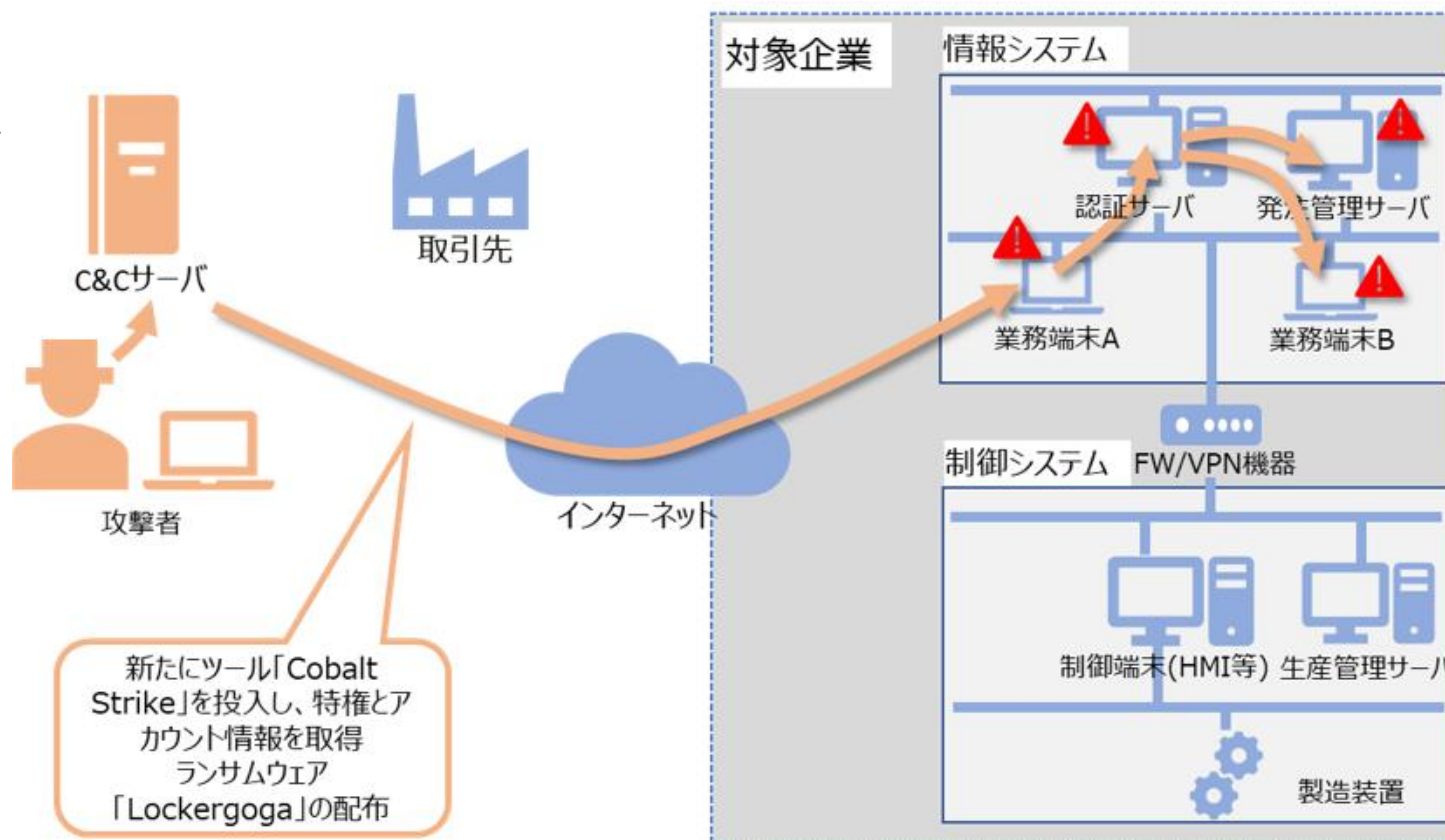 対象企業
情報システム
認証サーバ
発注管理サーバ
業務端末A
業務端末B
C&Cサーバ
取引先
攻撃者
インターネット
FW/VPN機器
制御システム
制御端末(HMI等)
生産管理サーバ
製造装置
新たにツール「Cobalt
Strike」を投入し、特権とア
カウント情報を取得
ランサムウェア
「Lockergoga」の配布